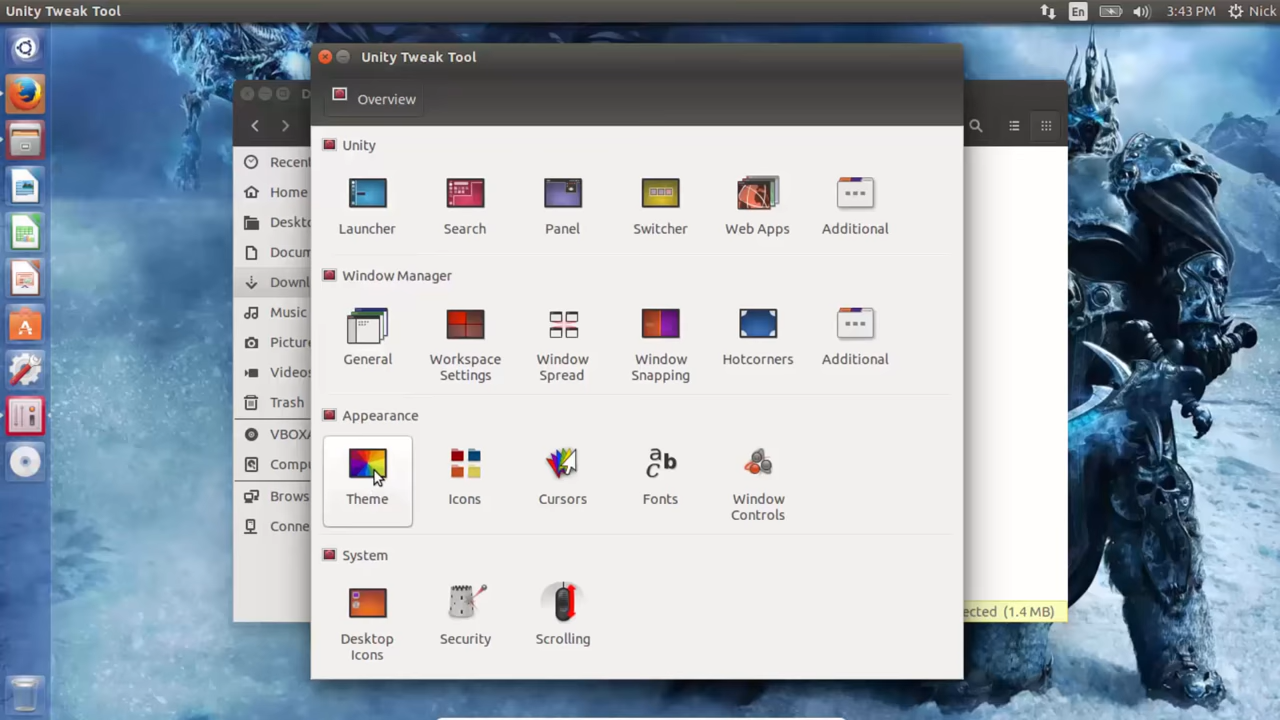 Unity Tweak Tool
En
3:43 PM
Nick
Unity Tweak Tool
Overview
Recent
Home
Deskto
Docum
Downl
Music
Picture
Videos
Trash
VBOXA
Compu
Brows
Conne
Unity
Launcher
Search
Panel
Switcher
Web Apps
Additional
Window Manager
General
Workspace
Settings
Window
Spread
Window
Snapping
Hotcorners
Additional
Appearance
Theme
Icons
Cursors
Fonts
Window
Controls
System
Desktop
Icons
Security
Scrolling
ected (1.4 MB)